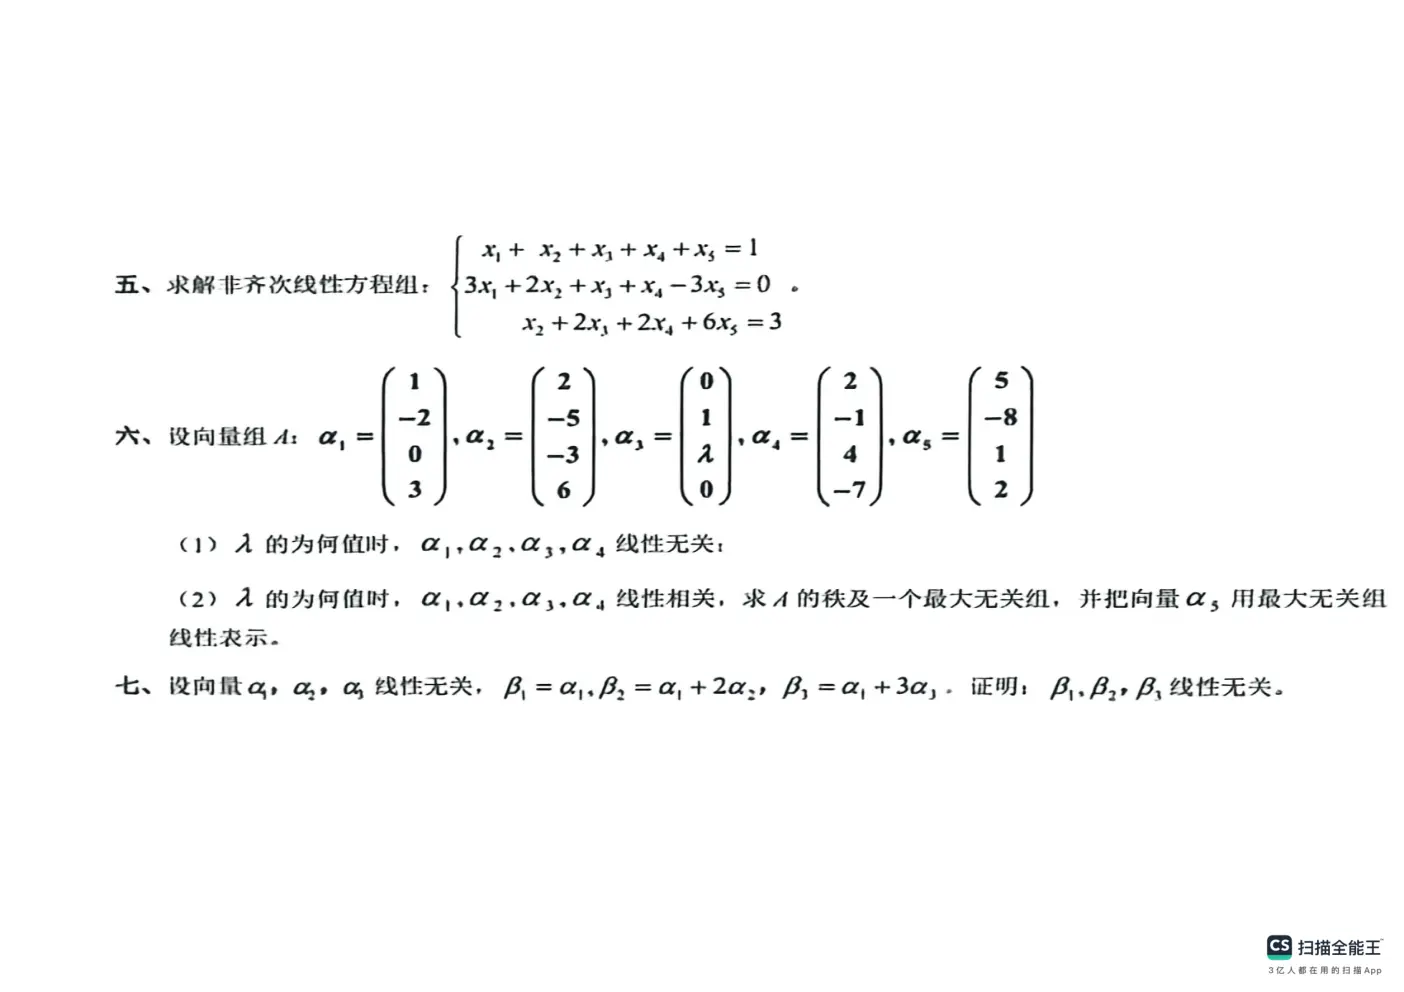 五、求解非齐次线性方程组：{ x₁ + x₂ + x₃ + x₄ + x₅ = 1
3x₁ + 2x₂ + x₃ + x₄ − 3x₅ = 0 。
x₂ + 2x₃ + 2x₄ + 6x₅ = 3
六、设向量组 A：α₁ = (1, −2, 0, 3), α₂ = (2, −5, −3, 6), α₃ = (0, 1, λ, 0), α₄ = (2, −1, 4, −7), α₅ = (5, −8, 1, 2)
（1）λ 的为何值时，α₁, α₂, α₃, α₄ 线性无关；
（2）λ 的为何值时，α₁, α₂, α₃, α₄ 线性相关，求 A 的秩及一个最大无关组，并把向量 α₅ 用最大无关组
线性表示。
七、设向量 α₁，α₂，α₃ 线性无关，β₁ = α₁, β₂ = α₁ + 2α₂，β₃ = α₁ + 3α₃．证明：β₁, β₂, β₃ 线性无关。
CS 扫描全能王™
3亿人都在用的扫描App